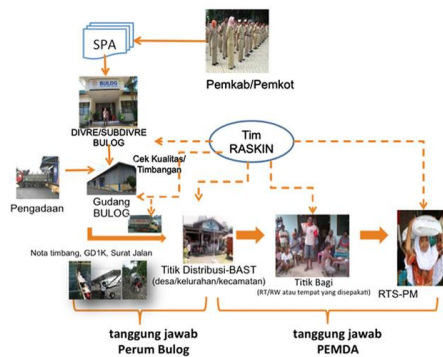 SPA
Pemkab/Pemkot
BULOG
DIVRE/SUBDIVRE
BULOG
Tim
RASKIN
Cek Kualitas/
Timbangan
Pengadaan
Gudang
BULOG
Nota timbang, GD1K, Surat Jalan
Titik Distribusi-BAST
(desa/kelurahan/kecamatan)
Titik Bagi
(RT/RW atau tempat yang disepakati)
RTS-PM
tanggung jawab
Perum Bulog
tanggung jawab
PEMDA